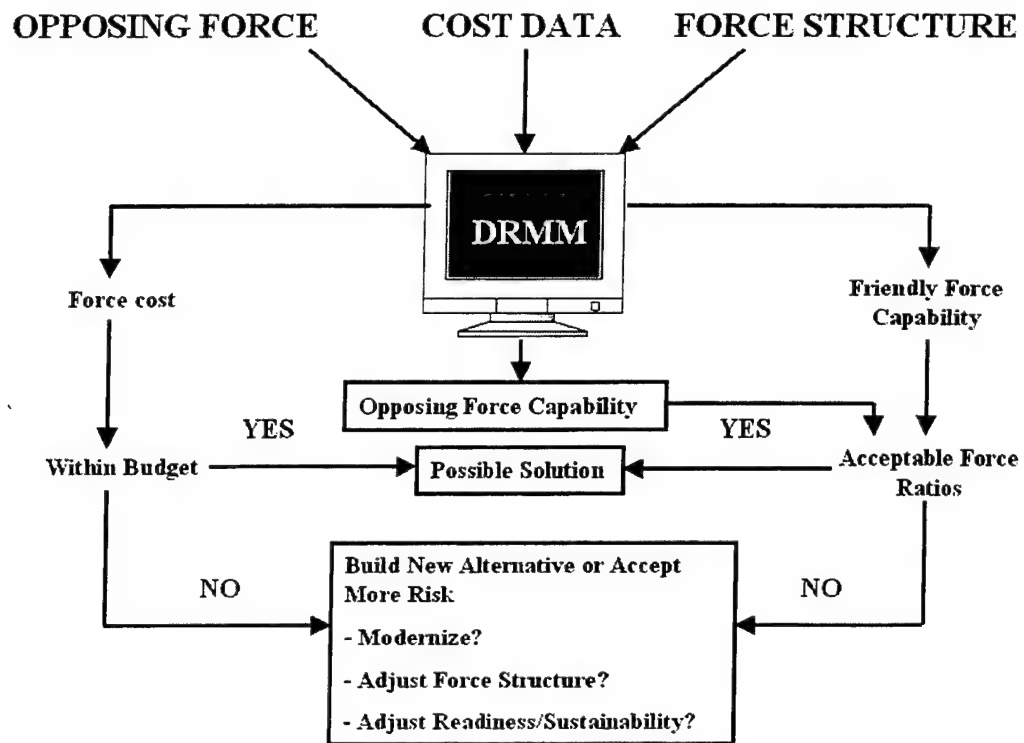 OPPOSING FORCE COST DATA FORCE STRUCTURE
DRMM
Force cost
Friendly Force
Capability
Opposing Force Capability
YES
YES
Within Budget
Possible Solution
Acceptable Force
Ratios
Build New Alternative or Accept
More Risk
NO
NO
- Modernize?
- Adjust Force Structure?
- Adjust Readiness/Sustainability?